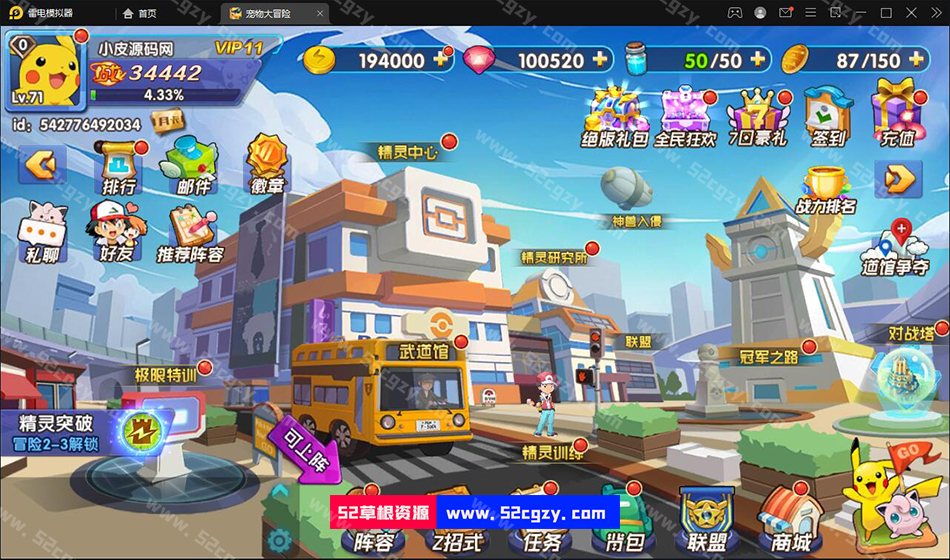 雷电模拟器
首页
宠物大冒险
0
小皮源码网
VIP11
战力 34442
Lv.71
4.33%
194000
100520
50/50
87/150
id: 542776492034
月卡
绝版礼包
全民狂欢
7日豪礼
签到
充值
排行
邮件
徽章
精灵中心
神兽入侵
战力排名
私聊
好友
推荐阵容
精灵研究所
道馆争夺
联盟
对战塔
武道馆
冠军之路
极限特训
精灵突破
冒险2-3解锁
可上阵
精灵训练
GO
52草根资源
www.52cgzy.com
阵容
Z招式
任务
背包
联盟
商城